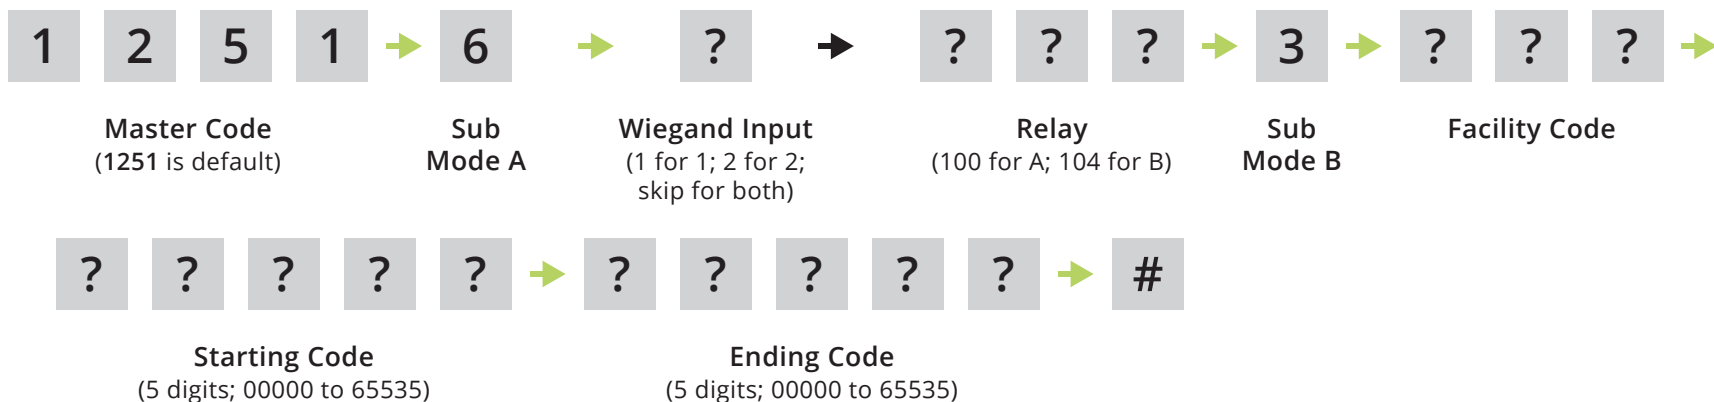 1 2 5 1 6 ? ? ? ? 3 ? ? ?
Master Code Sub Wiegand Input Relay Sub Facility Code
(1251 is default) Mode A (1 for 1; 2 for 2; (100 for A; 104 for B) Mode B
skip for both)
? ? ? ? ? ? ? ? ? ? #
Starting Code Ending Code
(5 digits; 00000 to 65535) (5 digits; 00000 to 65535)